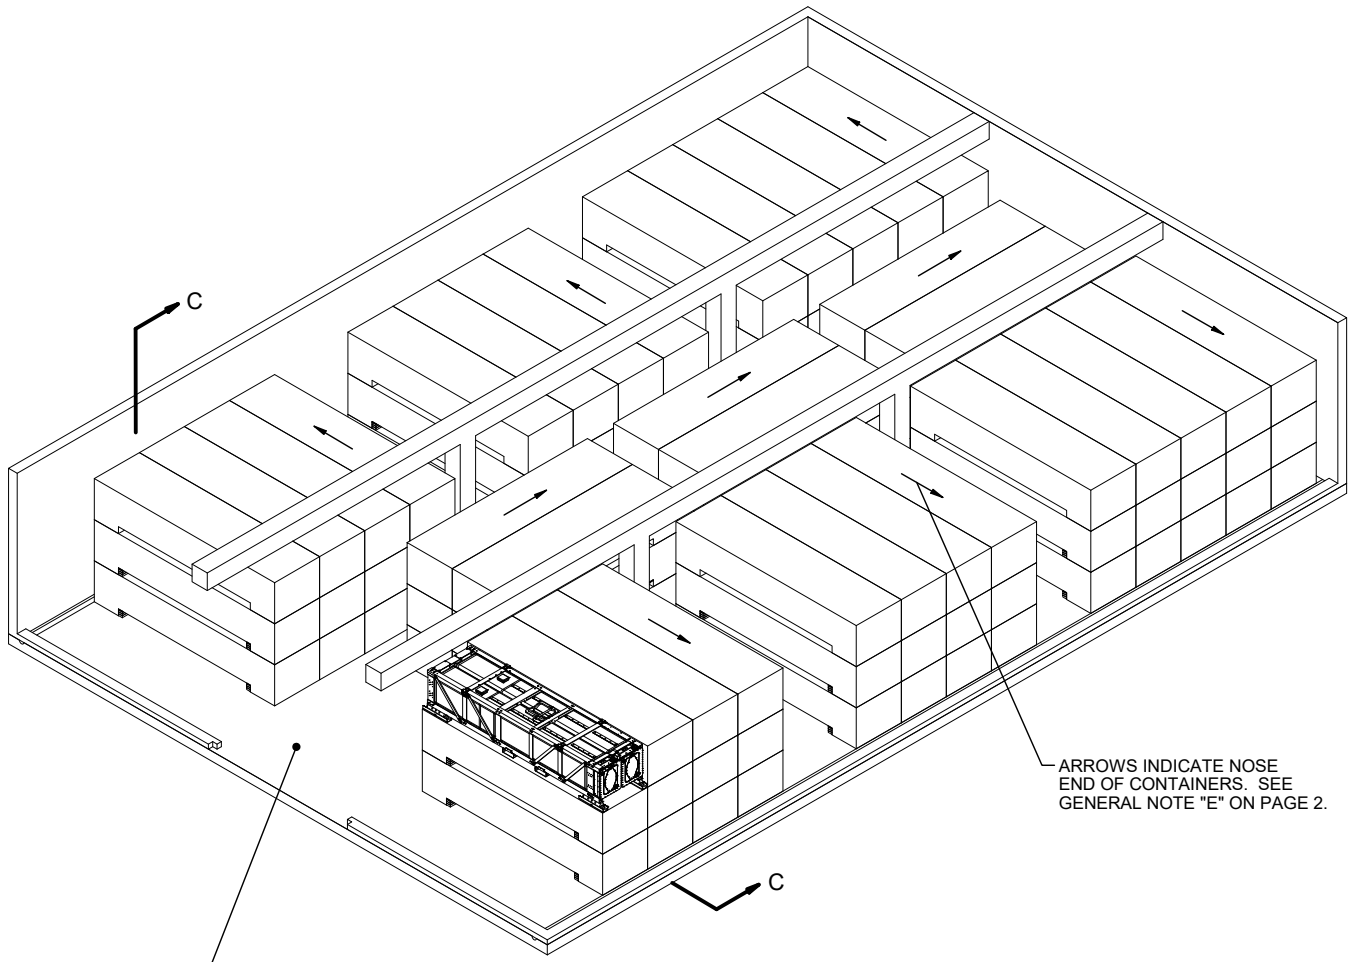 C
ARROWS INDICATE NOSE
END OF CONTAINERS. SEE
GENERAL NOTE "E" ON PAGE 2.
C